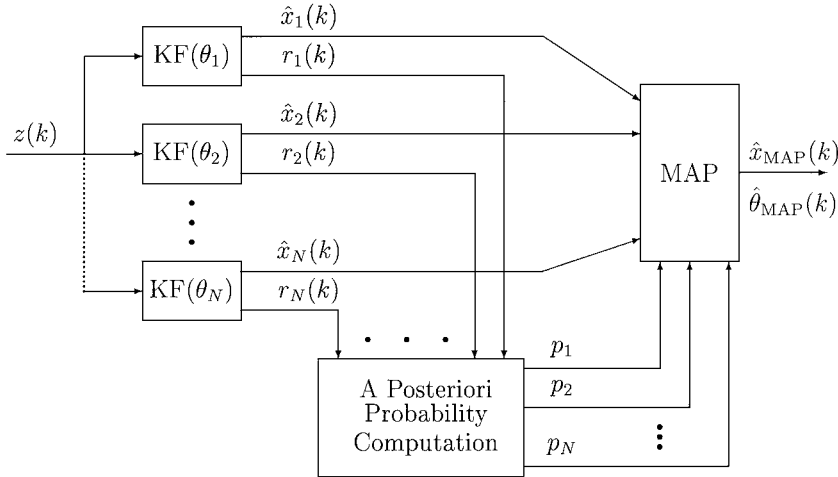 z(k)
KF(θ₁)
x̂₁(k)
r₁(k)
KF(θ₂)
x̂₂(k)
r₂(k)
KF(θ_N)
x̂_N(k)
r_N(k)
MAP
x̂_MAP(k)
θ̂_MAP(k)
A Posteriori
Probability
Computation
p₁
p₂
p_N